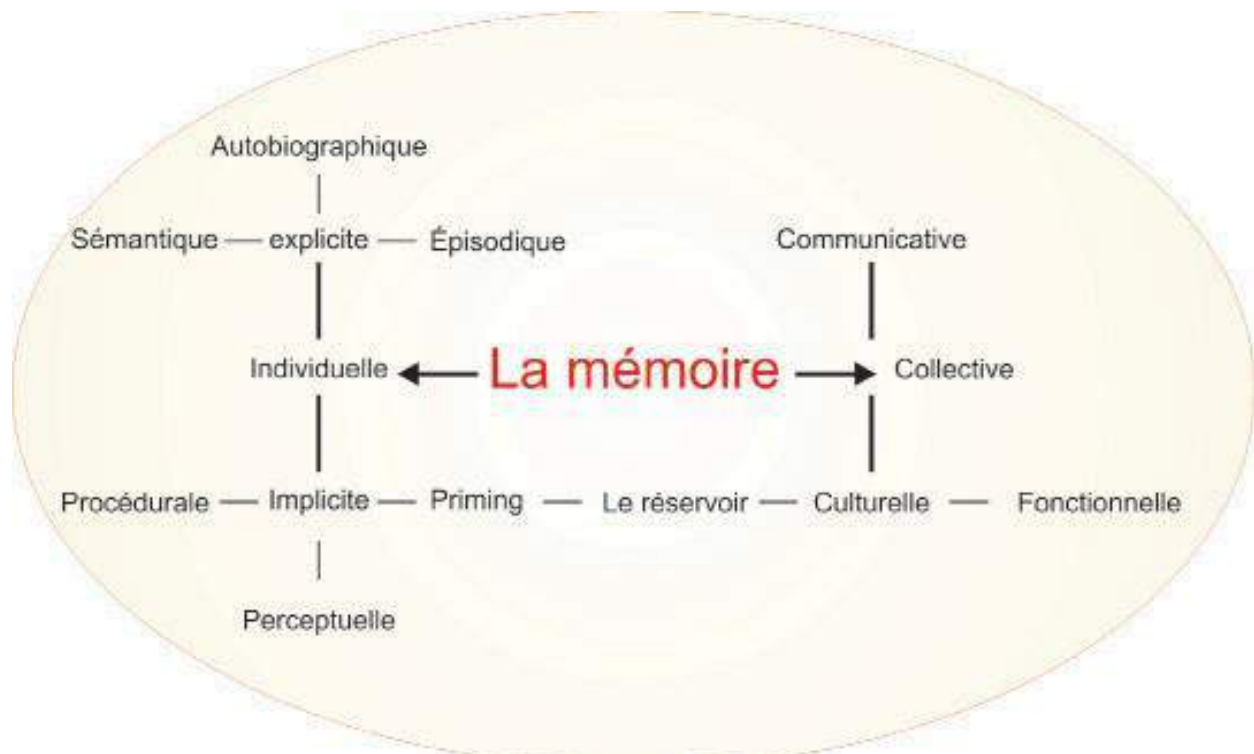 Autobiographique
Sémantique explicite Épisodique Communicative
Individuelle La mémoire Collective
Procédurale Implicite Priming Le réservoir Culturelle Fonctionnelle
Perceptuelle